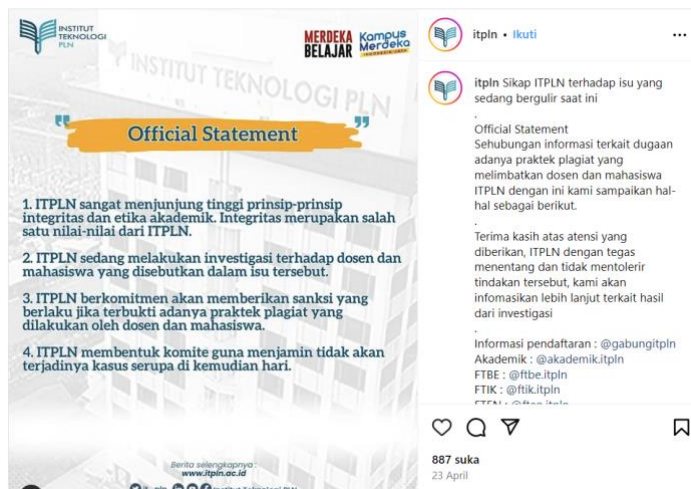 INSTITUT
TEKNOLOGI
PLN
MERDEKA
BELAJAR
Kampus
Merdeka
INDONESIA JAYA
INSTITUT TEKNOLOGI PLN
"Official Statement"
1. ITPLN sangat menjunjung tinggi prinsip-prinsip
integritas dan etika akademik. Integritas merupakan salah
satu nilai-nilai dari ITPLN.
2. ITPLN sedang melakukan investigasi terhadap dosen dan
mahasiswa yang disebutkan dalam isu tersebut.
3. ITPLN berkomitmen akan memberikan sanksi yang
berlaku jika terbukti adanya praktek plagiat yang
dilakukan oleh dosen dan mahasiswa.
4. ITPLN membentuk komite guna menjamin tidak akan
terjadinya kasus serupa di kemudian hari.
Berita selengkapnya :
www.itpln.ac.id
itpln • Ikuti
itpln Sikap ITPLN terhadap isu yang
sedang bergulir saat ini
.
Official Statement
Sehubungan informasi terkait dugaan
adanya praktek plagiat yang
melibatkan dosen dan mahasiswa
ITPLN dengan ini kami sampaikan hal-
hal sebagai berikut.
.
Terima kasih atas atensi yang
diberikan, ITPLN dengan tegas
menentang dan tidak mentolerir
tindakan tersebut, kami akan
infomasikan lebih lanjut terkait hasil
dari investigasi
.
Informasi pendaftaran : @gabungitpln
Akademik : @akademik.itpln
FTBE : @ftbe.itpln
FTIK : @ftik.itpln
887 suka
23 April